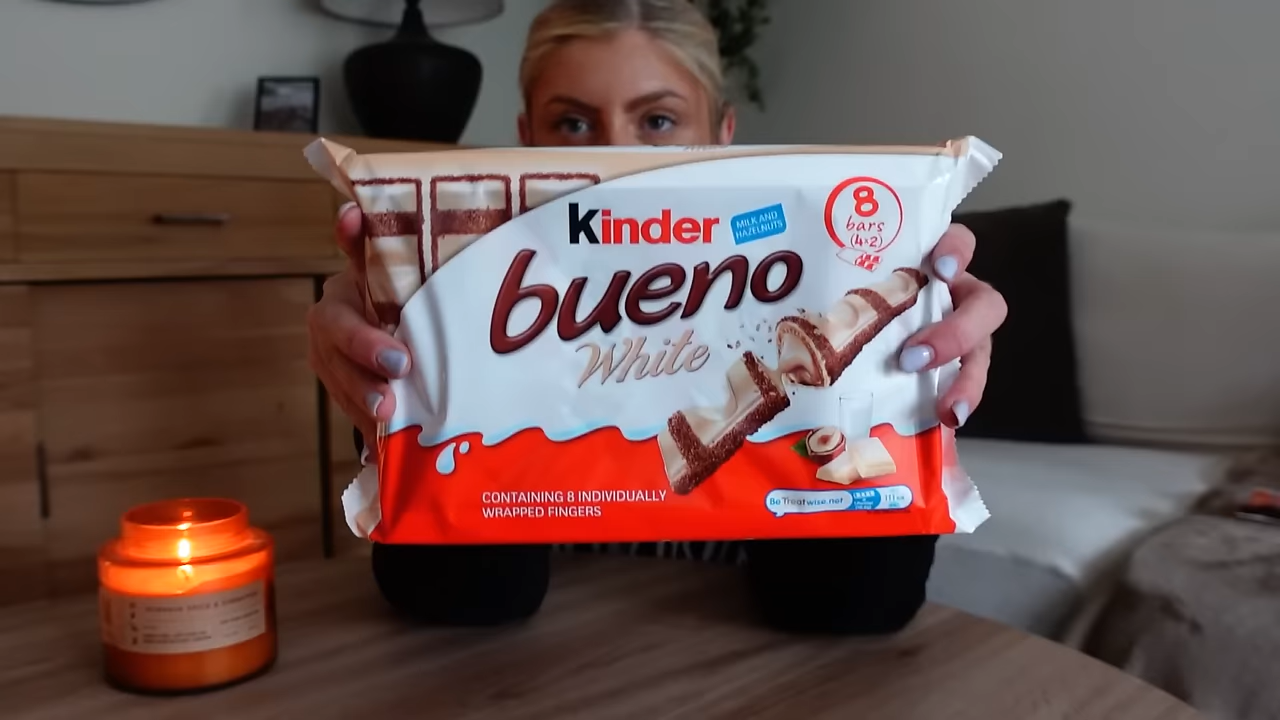 Kinder
MILK AND
HAZELNUTS
bueno
White
8
bars
(4x2)
CONTAINING 8 INDIVIDUALLY
WRAPPED FINGERS
BeTreatwise.net